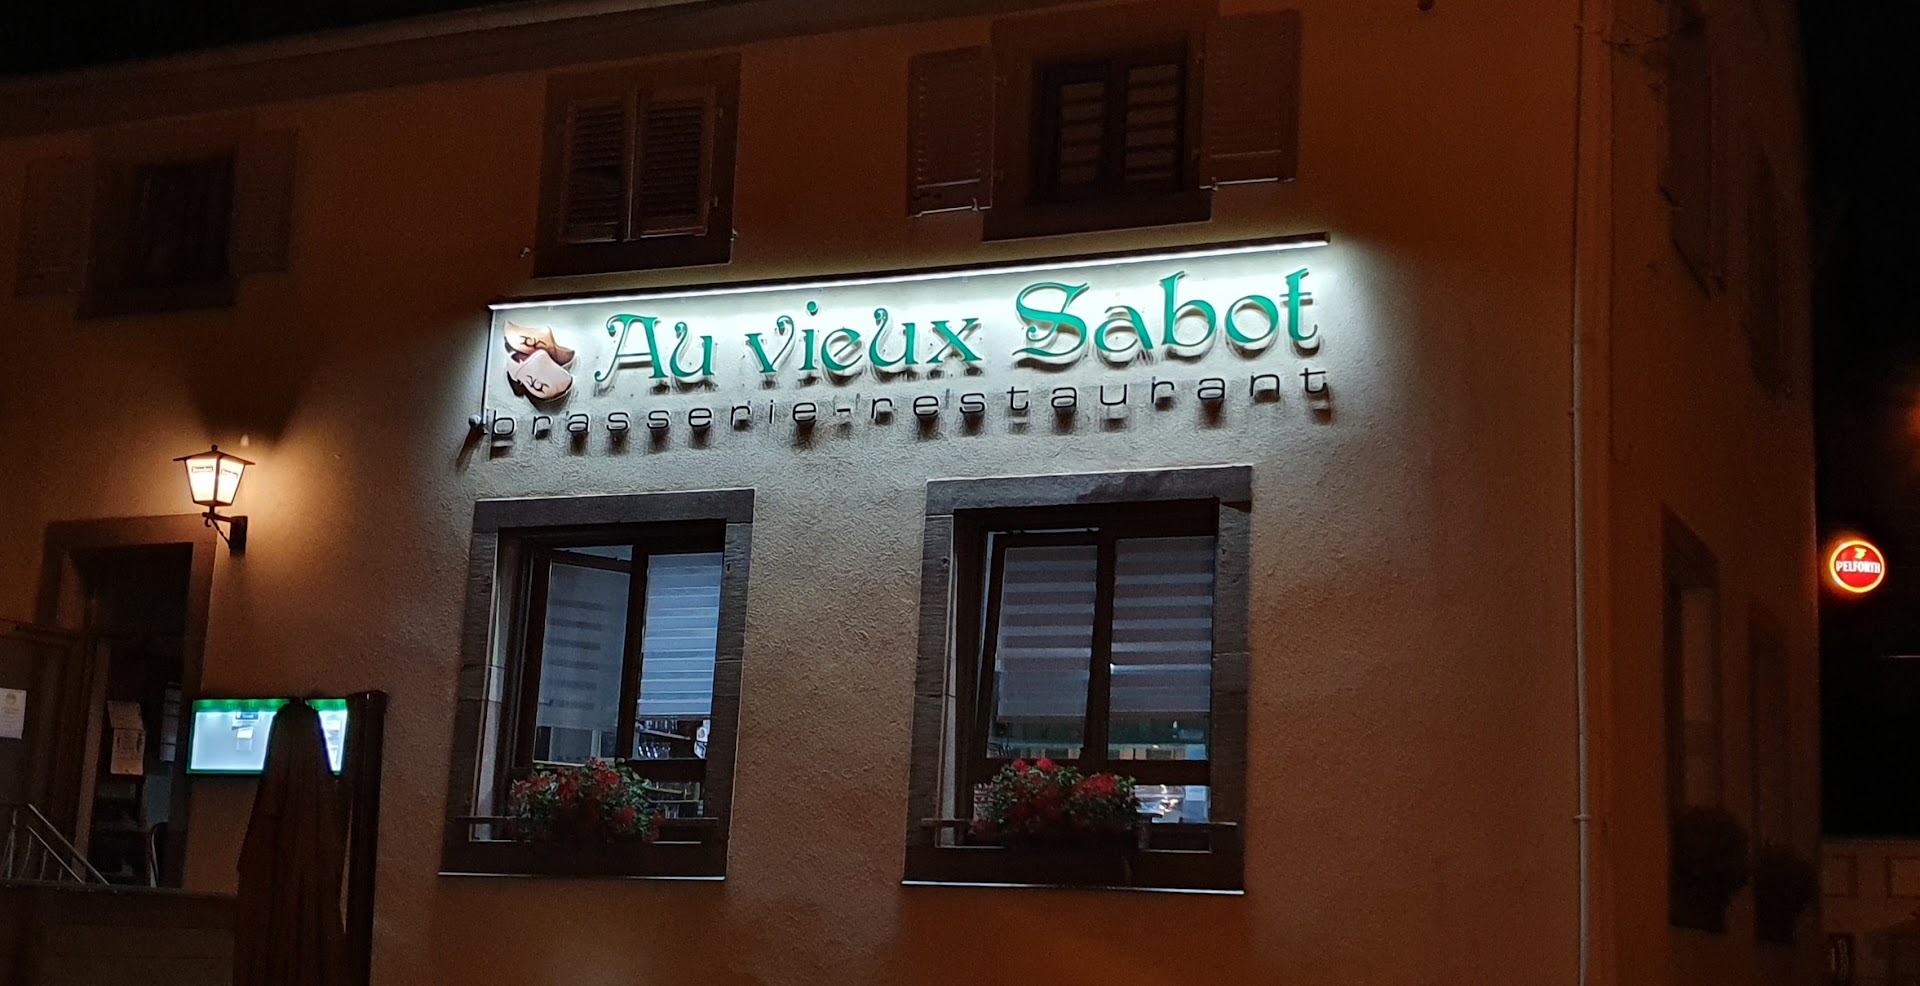 Au vieux Sabot
brasserie-restaurant
PELFORTH